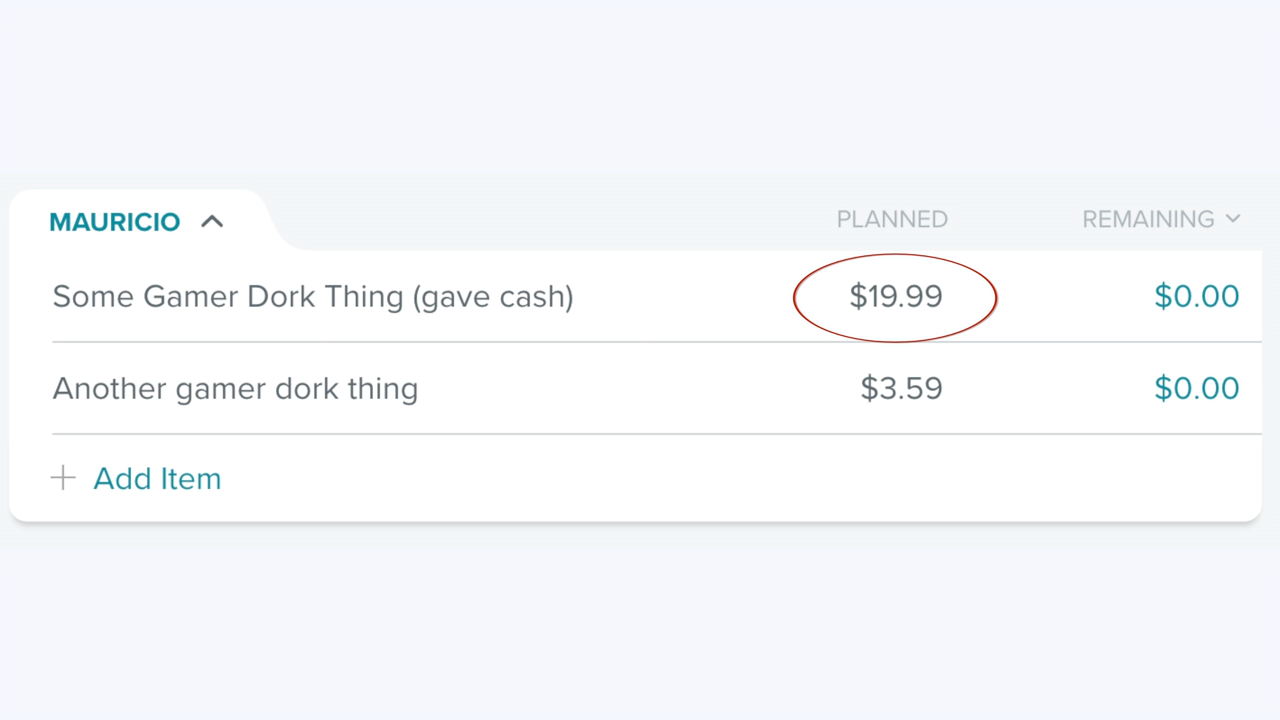 MAURICIO PLANNED REMAINING
Some Gamer Dork Thing (gave cash) $19.99 $0.00
Another gamer dork thing $3.59 $0.00
Add Item